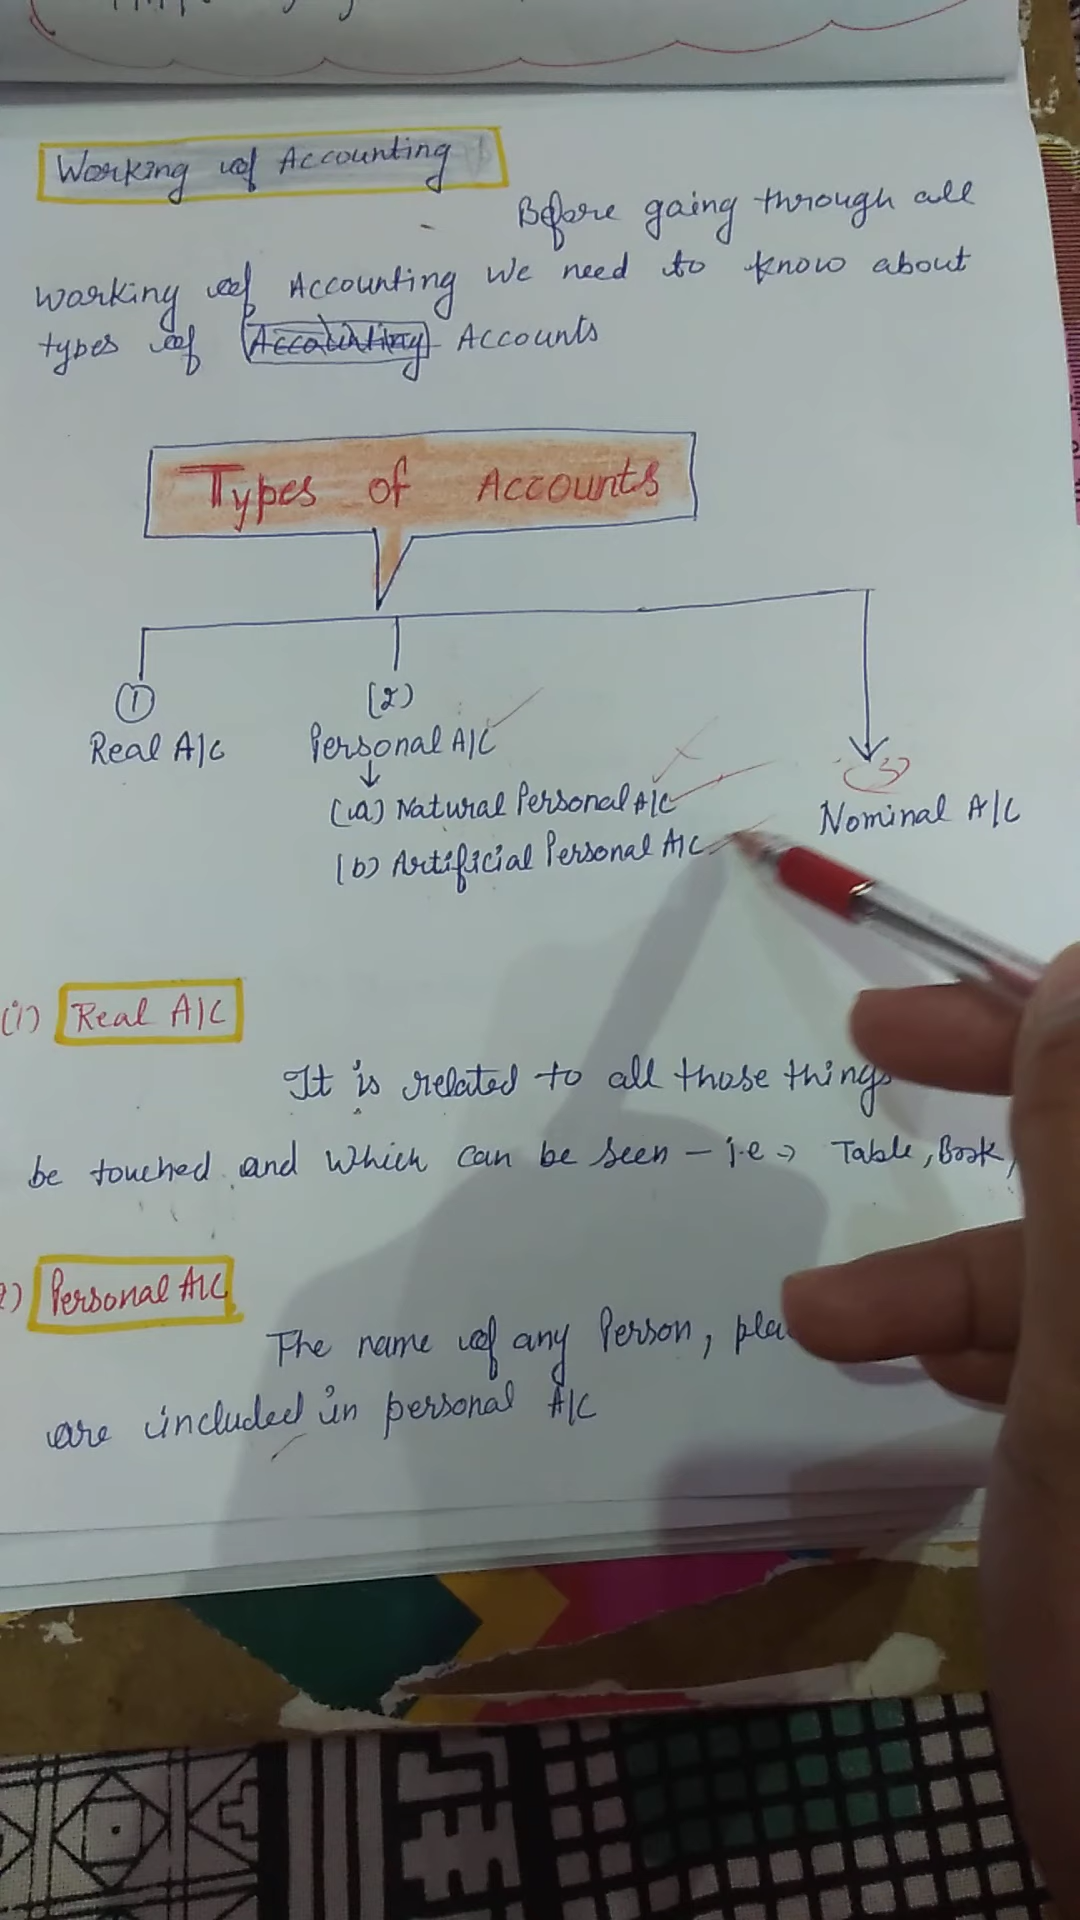 Working of Accounting
Before going through all
working of Accounting We need to know about
types of Accounting Accounts
Types of Accounts
(1)
Real A/C
(2)
Personal A/C
(a) Natural Personal A/C
(b) Artificial Personal A/C
(3)
Nominal A/C
(1) Real A/C
It is related to all those things
be touched and which can be seen - i.e → Table, Book,
2) Personal A/C
The name of any Person,
are included in personal A/C